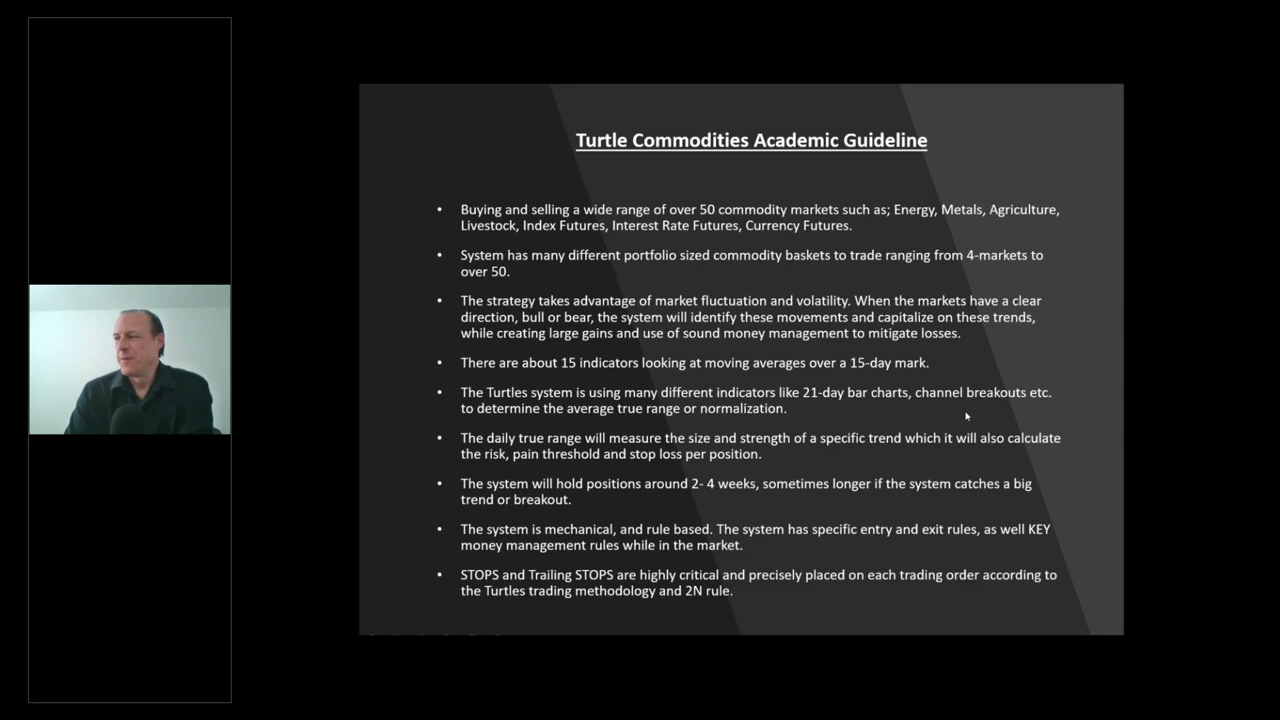 Turtle Commodities Academic Guideline
• Buying and selling a wide range of over 50 commodity markets such as; Energy, Metals, Agriculture,
Livestock, Index Futures, Interest Rate Futures, Currency Futures.
• System has many different portfolio sized commodity baskets to trade ranging from 4-markets to
over 50.
• The strategy takes advantage of market fluctuation and volatility. When the markets have a clear
direction, bull or bear, the system will identify these movements and capitalize on these trends,
while creating large gains and use of sound money management to mitigate losses.
• There are about 15 indicators looking at moving averages over a 15-day mark.
• The Turtles system is using many different indicators like 21-day bar charts, channel breakouts etc.
to determine the average true range or normalization.
• The daily true range will measure the size and strength of a specific trend which it will also calculate
the risk, pain threshold and stop loss per position.
• The system will hold positions around 2- 4 weeks, sometimes longer if the system catches a big
trend or breakout.
• The system is mechanical, and rule based. The system has specific entry and exit rules, as well KEY
money management rules while in the market.
• STOPS and Trailing STOPS are highly critical and precisely placed on each trading order according to
the Turtles trading methodology and 2N rule.